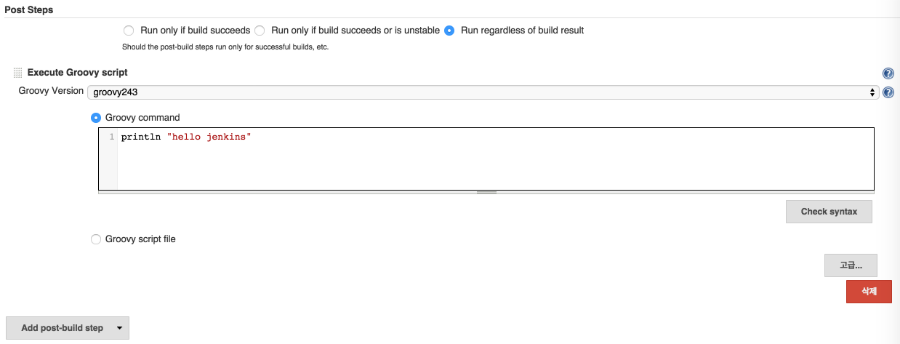 Post Steps
Run only if build succeeds Run only if build succeeds or is unstable Run regardless of build result
Should the post-build steps run only for successful builds, etc.
Execute Groovy script
Groovy Version groovy243
Groovy command
1 println "hello jenkins"
Check syntax
Groovy script file
고급...
삭제
Add post-build step